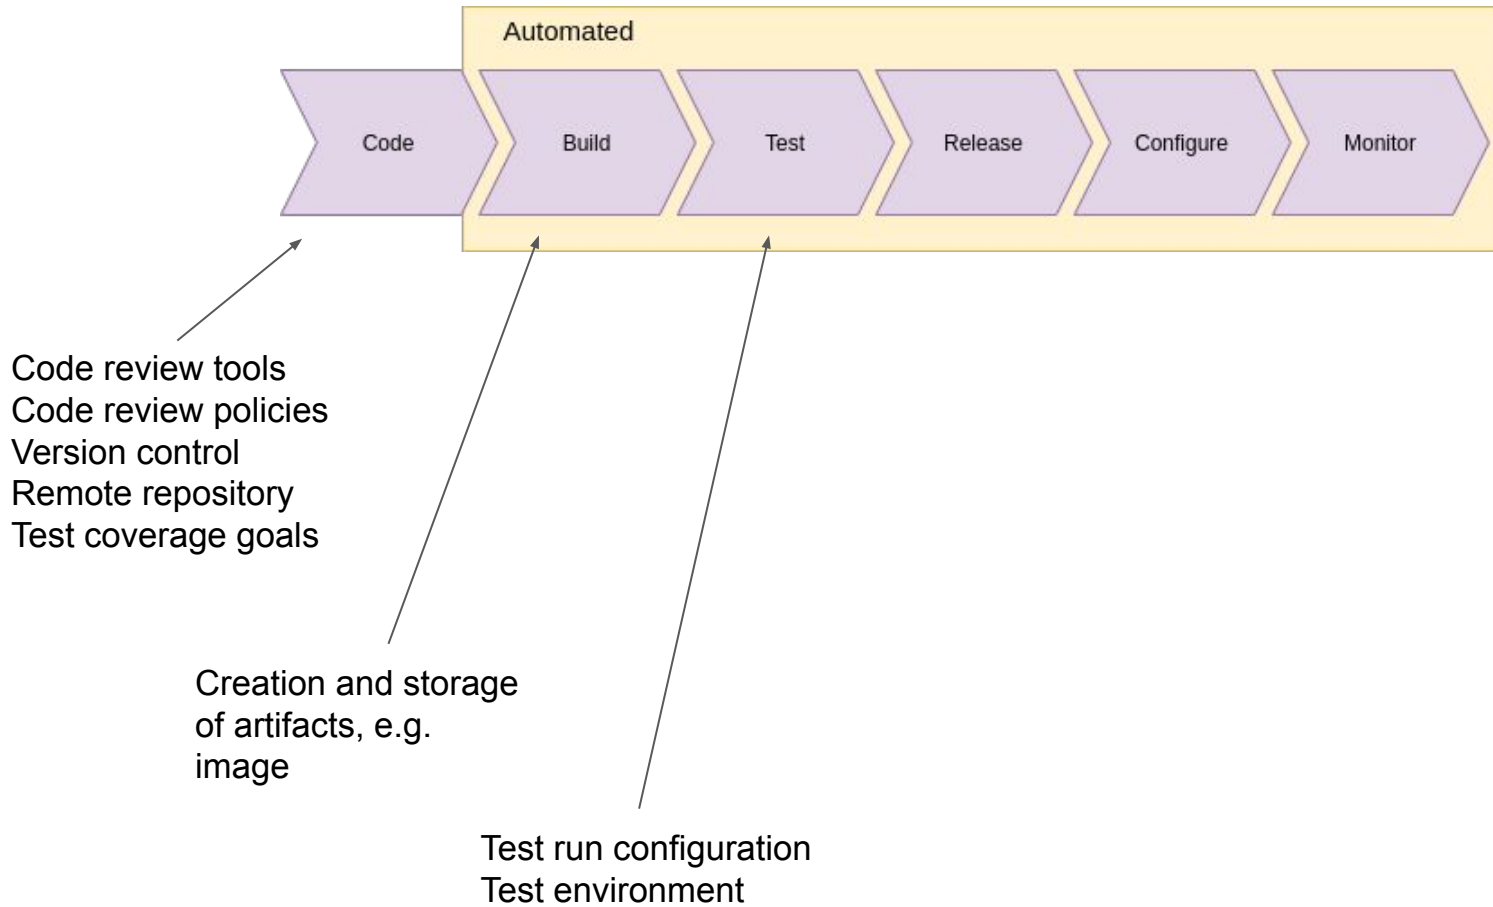 Automated
Code
Build
Test
Release
Configure
Monitor
Code review tools
Code review policies
Version control
Remote repository
Test coverage goals
Creation and storage
of artifacts, e.g.
image
Test run configuration
Test environment